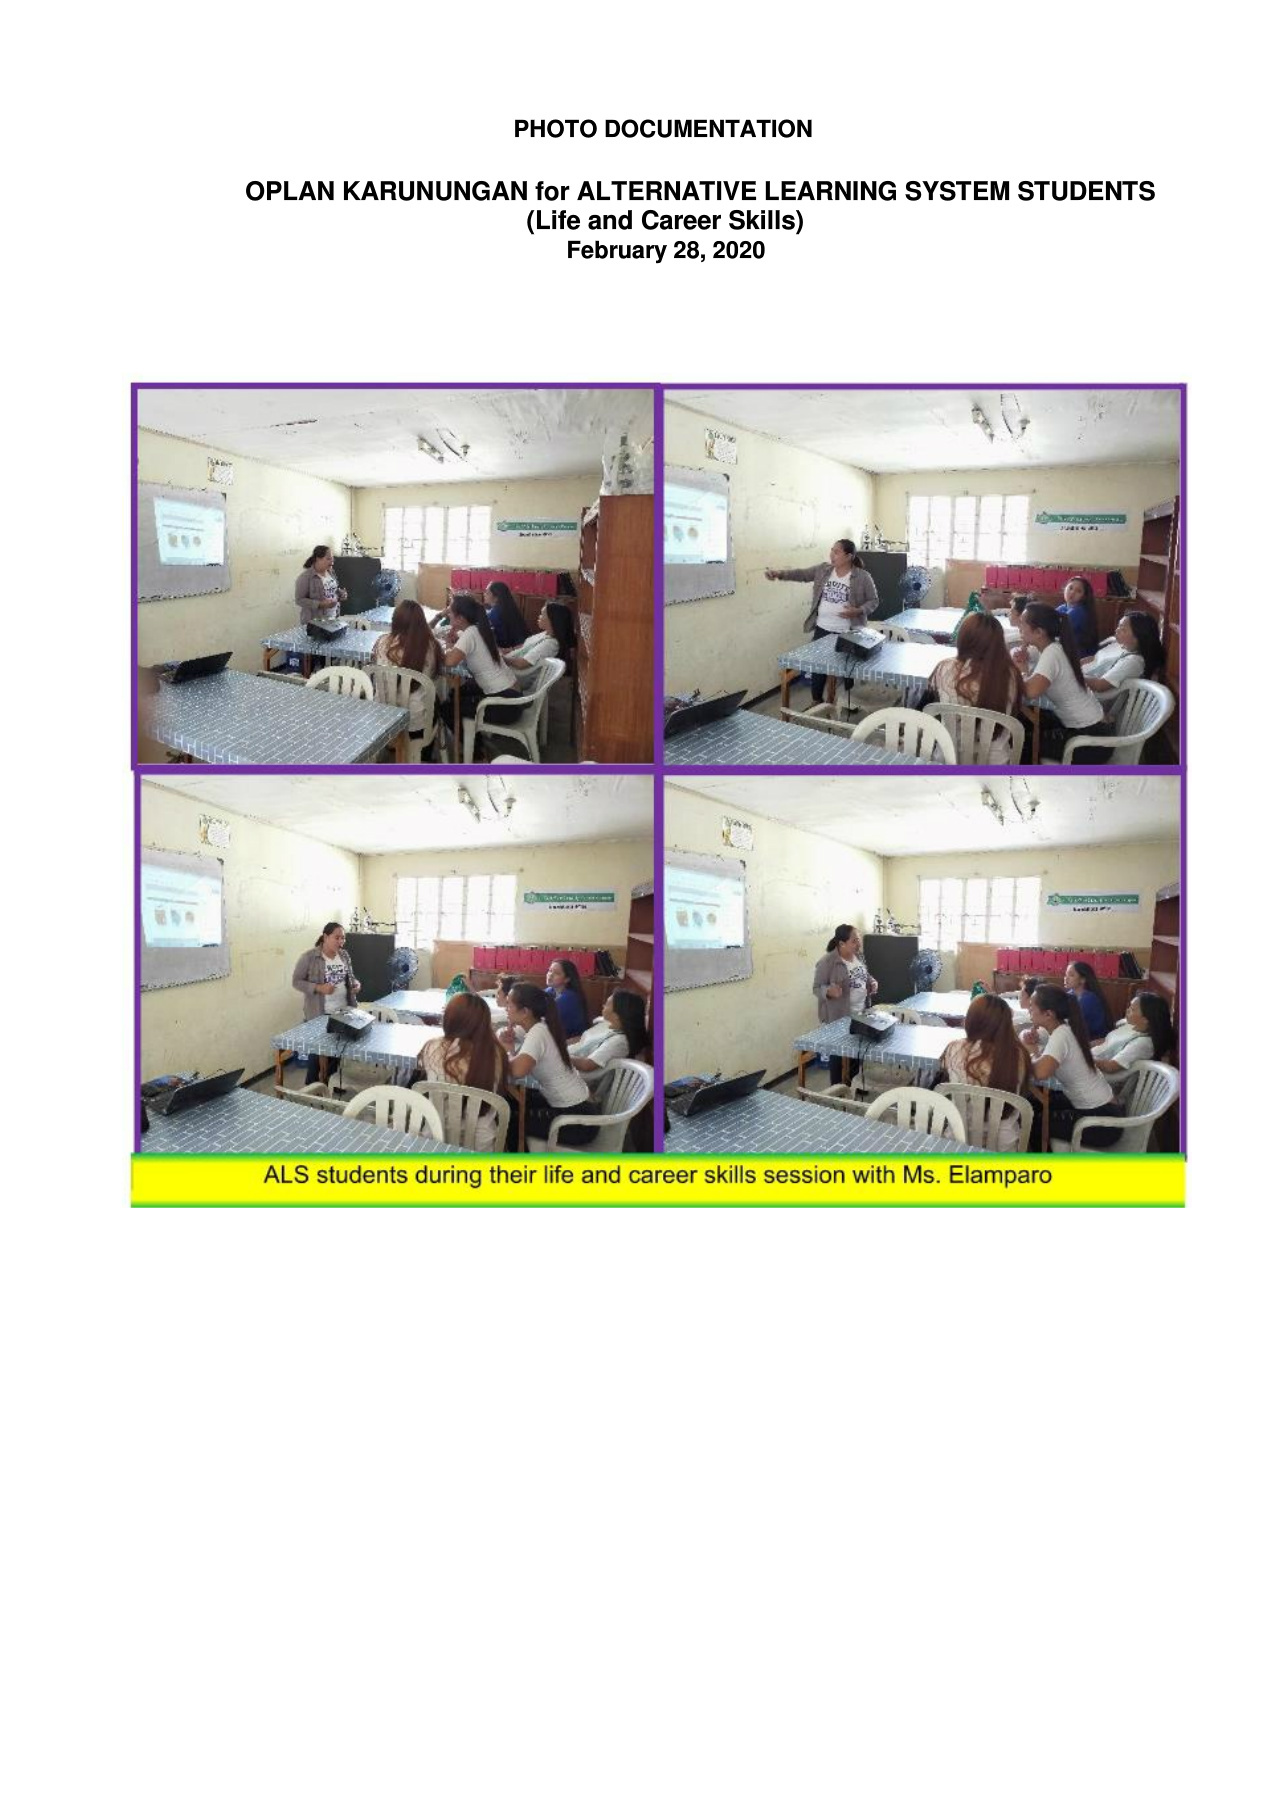 PHOTO DOCUMENTATION
OPLAN KARUNUNGAN for ALTERNATIVE LEARNING SYSTEM STUDENTS
(Life and Career Skills)
February 28, 2020
ALS students during their life and career skills session with Ms. Elamparo